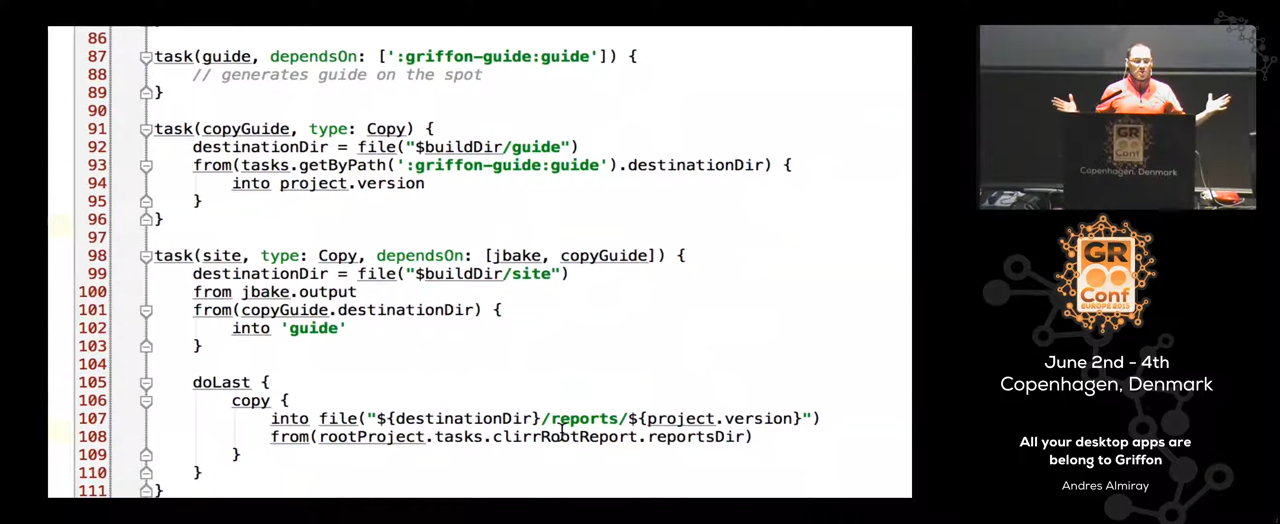 86
87 task(guide, dependsOn: [':griffon-guide:guide']) {
88 // generates guide on the spot
89 }
90
91 task(copyGuide, type: Copy) {
92 destinationDir = file("$buildDir/guide")
93 from(tasks.getByPath(':griffon-guide:guide').destinationDir) {
94 into project.version
95 }
96 }
97
98 task(site, type: Copy, dependsOn: [jbake, copyGuide]) {
99 destinationDir = file("$buildDir/site")
100 from jbake.output
101 from(copyGuide.destinationDir) {
102 into 'guide'
103 }
104
105 doLast {
106 copy {
107 into file("${destinationDir}/reports/${project.version}")
108 from(rootProject.tasks.clirrRootReport.reportsDir)
109 }
110 }
111 }
GR
Conf
Copenhagen, Denmark
GR
Conf
EUROPE 2015
June 2nd - 4th
Copenhagen, Denmark
All your desktop apps are
belong to Griffon
Andres Almiray